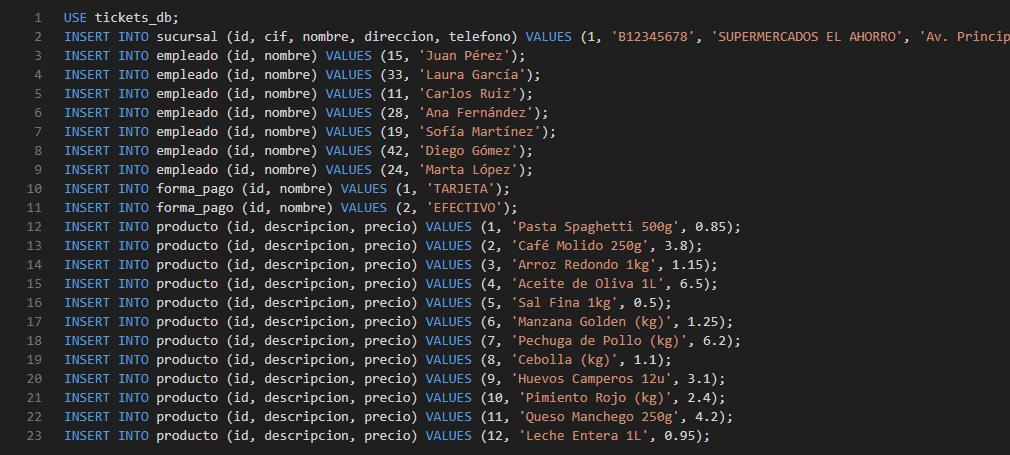 1 USE tickets_db;
2 INSERT INTO sucursal (id, cif, nombre, direccion, telefono) VALUES (1, 'B12345678', 'SUPERMERCADOS EL AHORRO', 'Av. Princip
3 INSERT INTO empleado (id, nombre) VALUES (15, 'Juan Pérez');
4 INSERT INTO empleado (id, nombre) VALUES (33, 'Laura García');
5 INSERT INTO empleado (id, nombre) VALUES (11, 'Carlos Ruiz');
6 INSERT INTO empleado (id, nombre) VALUES (28, 'Ana Fernández');
7 INSERT INTO empleado (id, nombre) VALUES (19, 'Sofía Martínez');
8 INSERT INTO empleado (id, nombre) VALUES (42, 'Diego Gómez');
9 INSERT INTO empleado (id, nombre) VALUES (24, 'Marta López');
10 INSERT INTO forma_pago (id, nombre) VALUES (1, 'TARJETA');
11 INSERT INTO forma_pago (id, nombre) VALUES (2, 'EFECTIVO');
12 INSERT INTO producto (id, descripcion, precio) VALUES (1, 'Pasta Spaghetti 500g', 0.85);
13 INSERT INTO producto (id, descripcion, precio) VALUES (2, 'Café Molido 250g', 3.8);
14 INSERT INTO producto (id, descripcion, precio) VALUES (3, 'Arroz Redondo 1kg', 1.15);
15 INSERT INTO producto (id, descripcion, precio) VALUES (4, 'Aceite de Oliva 1L', 6.5);
16 INSERT INTO producto (id, descripcion, precio) VALUES (5, 'Sal Fina 1kg', 0.5);
17 INSERT INTO producto (id, descripcion, precio) VALUES (6, 'Manzana Golden (kg)', 1.25);
18 INSERT INTO producto (id, descripcion, precio) VALUES (7, 'Pechuga de Pollo (kg)', 6.2);
19 INSERT INTO producto (id, descripcion, precio) VALUES (8, 'Cebolla (kg)', 1.1);
20 INSERT INTO producto (id, descripcion, precio) VALUES (9, 'Huevos Camperos 12u', 3.1);
21 INSERT INTO producto (id, descripcion, precio) VALUES (10, 'Pimiento Rojo (kg)', 2.4);
22 INSERT INTO producto (id, descripcion, precio) VALUES (11, 'Queso Manchego 250g', 4.2);
23 INSERT INTO producto (id, descripcion, precio) VALUES (12, 'Leche Entera 1L', 0.95);